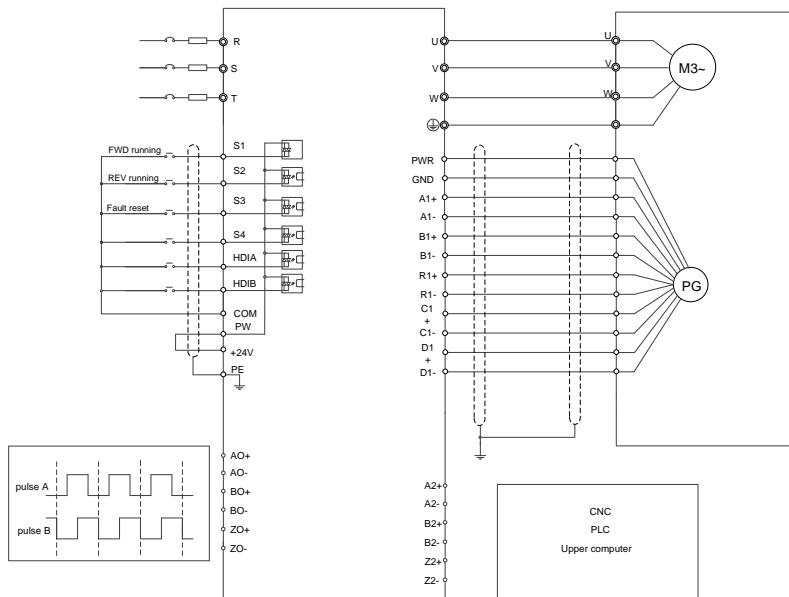 R
S
T
U
V
W
U
V
W
M3~
FWD running
REV running
Fault reset
S1
S2
S3
S4
HDIA
HDIB
COM
PW
+24V
PE
PWR
GND
A1+
A1-
B1+
B1-
R1+
R1-
C1
+
C1-
D1
+
D1-
PG
pulse A
pulse B
AO+
AO-
BO+
BO-
ZO+
ZO-
A2+
A2-
B2+
B2-
Z2+
Z2-
CNC
PLC
Upper computer